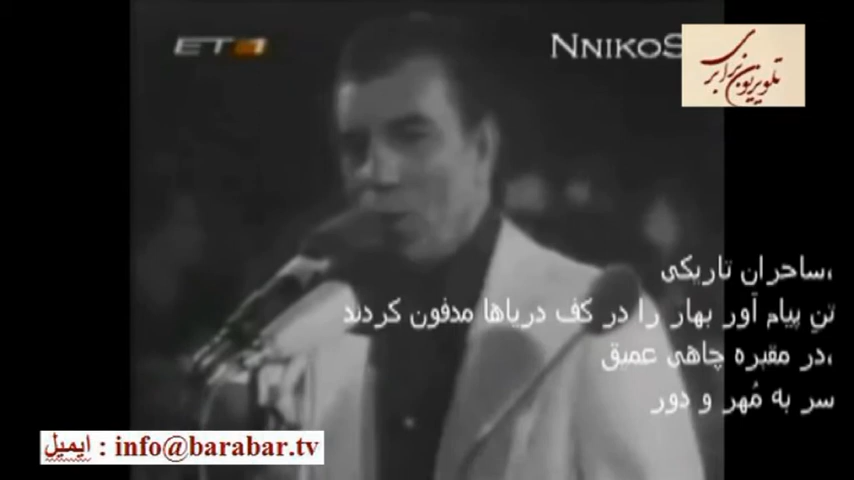 ET1
NNIKOS
تلویزیون برابری
ساحران تاریکی،
تنِ پیام آور بهار را در کف دریاها مدفون کردند
در مقبره چاهی عمیق،
سر به مُهر و دور
ایمیل : info@barabar.tv